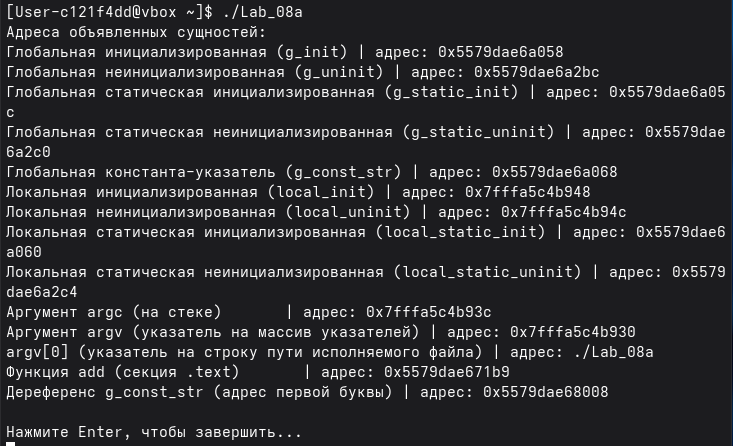 [User-c121f4dd@vbox ~]$ ./Lab_08a
Адреса объявленных сущностей:
Глобальная инициализированная (g_init) | адрес: 0x5579dae6a058
Глобальная неинициализированная (g_uninit) | адрес: 0x5579dae6a2bc
Глобальная статическая инициализированная (g_static_init) | адрес: 0x5579dae6a05
c
Глобальная статическая неинициализированная (g_static_uninit) | адрес: 0x5579dae
6a2c0
Глобальная константа-указатель (g_const_str) | адрес: 0x5579dae6a068
Локальная инициализированная (local_init) | адрес: 0x7fffa5c4b948
Локальная неинициализированная (local_uninit) | адрес: 0x7fffa5c4b94c
Локальная статическая инициализированная (local_static_init) | адрес: 0x5579dae6
a060
Локальная статическая неинициализированная (local_static_uninit) | адрес: 0x5579
dae6a2c4
Аргумент argc (на стеке)       | адрес: 0x7fffa5c4b93c
Аргумент argv (указатель на массив указателей) | адрес: 0x7fffa5c4b930
argv[0] (указатель на строку пути исполняемого файла) | адрес: ./Lab_08a
Функция add (секция .text)       | адрес: 0x5579dae671b9
Дереференс g_const_str (адрес первой буквы) | адрес: 0x5579dae68008
Нажмите Enter, чтобы завершить...